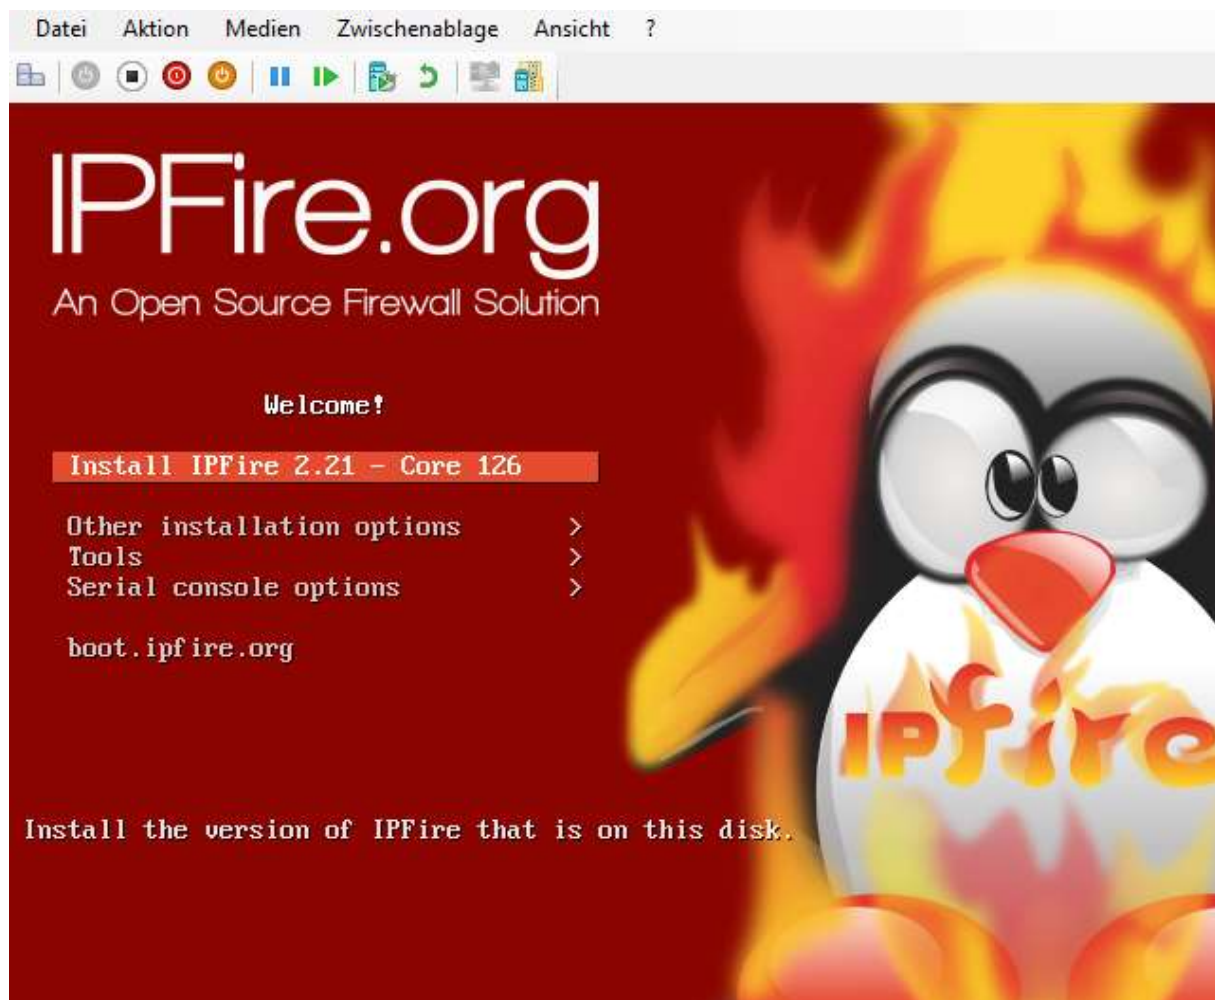 Datei Aktion Medien Zwischenablage Ansicht ?
IPFire.org
An Open Source Firewall Solution
Welcome!
Install IPFire 2.21 - Core 126
Other installation options >
Tools >
Serial console options >
boot.ipfire.org
IPfire
Install the version of IPFire that is on this disk.